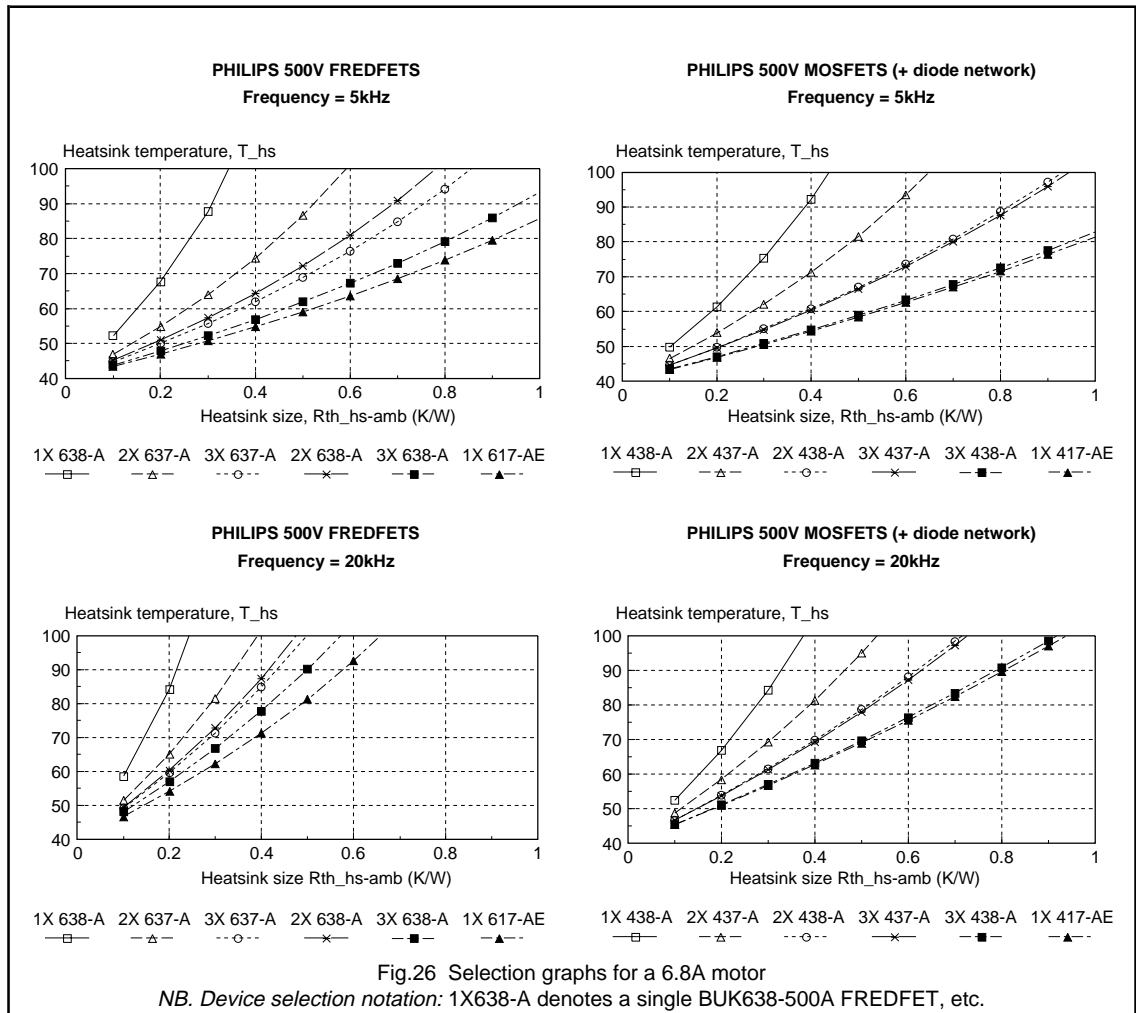 PHILIPS 500V FREDFETS
Frequency = 5kHz
Heatsink temperature, T_hs
100
90
80
70
60
50
40
0 0.2 0.4 0.6 0.8 1
Heatsink size, Rth_hs-amb (K/W)
1X 638-A 2X 637-A 3X 637-A 2X 638-A 3X 638-A 1X 617-AE
PHILIPS 500V MOSFETS (+ diode network)
Frequency = 5kHz
Heatsink temperature, T_hs
100
90
80
70
60
50
40
0 0.2 0.4 0.6 0.8 1
Heatsink size, Rth_hs-amb (K/W)
1X 438-A 2X 437-A 2X 438-A 3X 437-A 3X 438-A 1X 417-AE
PHILIPS 500V FREDFETS
Frequency = 20kHz
Heatsink temperature, T_hs
100
90
80
70
60
50
40
0 0.2 0.4 0.6 0.8 1
Heatsink size Rth_hs-amb (K/W)
1X 638-A 2X 637-A 3X 637-A 2X 638-A 3X 638-A 1X 617-AE
PHILIPS 500V MOSFETS (+ diode network)
Frequency = 20kHz
Heatsink temperature, T_hs
100
90
80
70
60
50
40
0 0.2 0.4 0.6 0.8 1
Heatsink size Rth_hs-amb (K/W)
1X 438-A 2X 437-A 2X 438-A 3X 437-A 3X 438-A 1X 417-AE
Fig.26 Selection graphs for a 6.8A motor
NB. Device selection notation: 1X638-A denotes a single BUK638-500A FREDFET, etc.